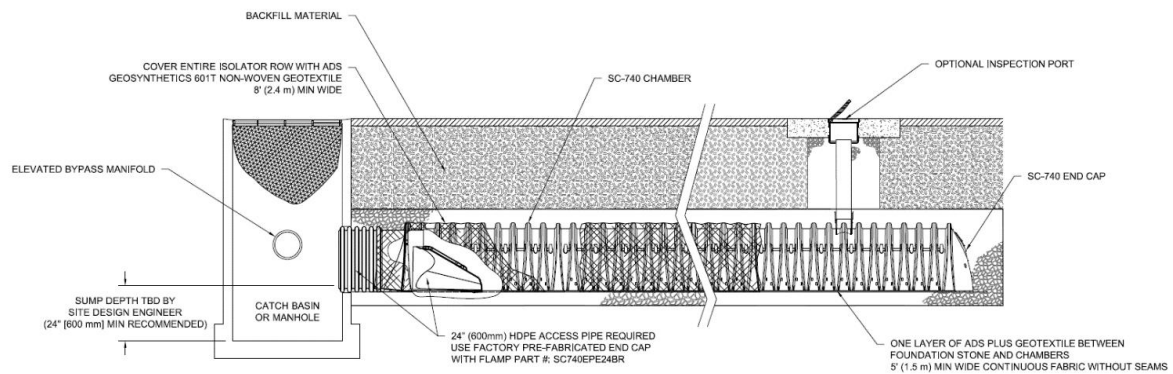 BACKFILL MATERIAL
COVER ENTIRE ISOLATOR ROW WITH ADS
GEOSYNTHETICS 601T NON-WOVEN GEOTEXTILE
8' (2.4 m) MIN WIDE
SC-740 CHAMBER
OPTIONAL INSPECTION PORT
ELEVATED BYPASS MANIFOLD
SC-740 END CAP
SUMP DEPTH TBD BY
SITE DESIGN ENGINEER
(24" [600 mm] MIN RECOMMENDED)
CATCH BASIN
OR MANHOLE
24" (600mm) HDPE ACCESS PIPE REQUIRED
USE FACTORY PRE-FABRICATED END CAP
WITH FLAMP PART #: SC740EPE24BR
ONE LAYER OF ADS PLUS GEOTEXTILE BETWEEN
FOUNDATION STONE AND CHAMBERS
5' (1.5 m) MIN WIDE CONTINUOUS FABRIC WITHOUT SEAMS